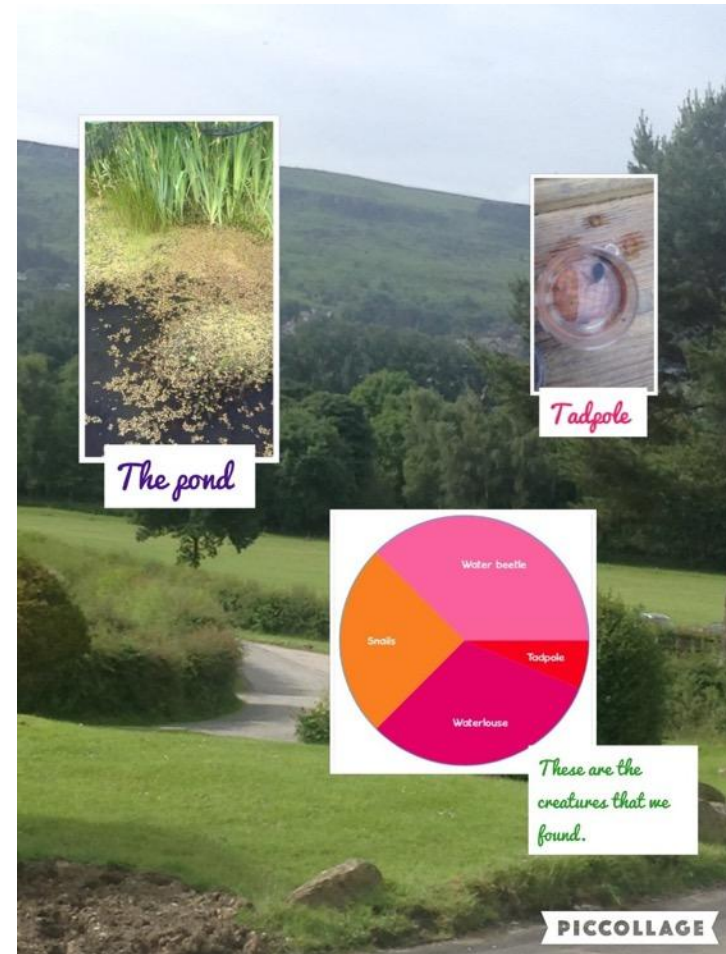 The pond
Tadpole
Water beetle
Snails
Tadpole
Waterlouse
These are the
creatures that we
found.
PICCOLLAGE